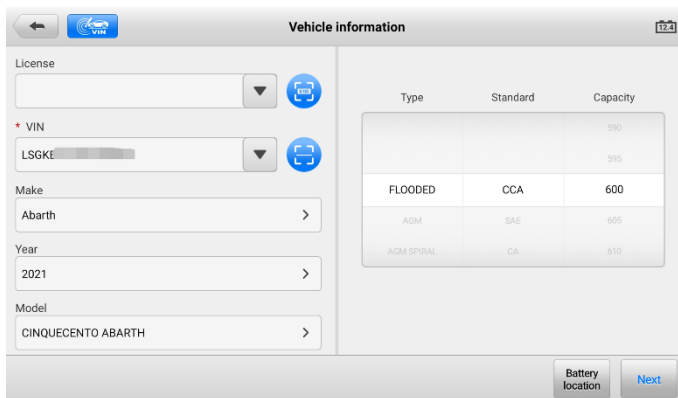 VIN
Vehicle information
12.4
License
VIN
* VIN
LSGKE
Make
Abarth
Year
2021
Model
CINQUECENTO ABARTH
Type Standard Capacity
590
595
FLOODED CCA 600
AGM SAE 605
AGM SPIRAL CA 610
Battery
location
Next